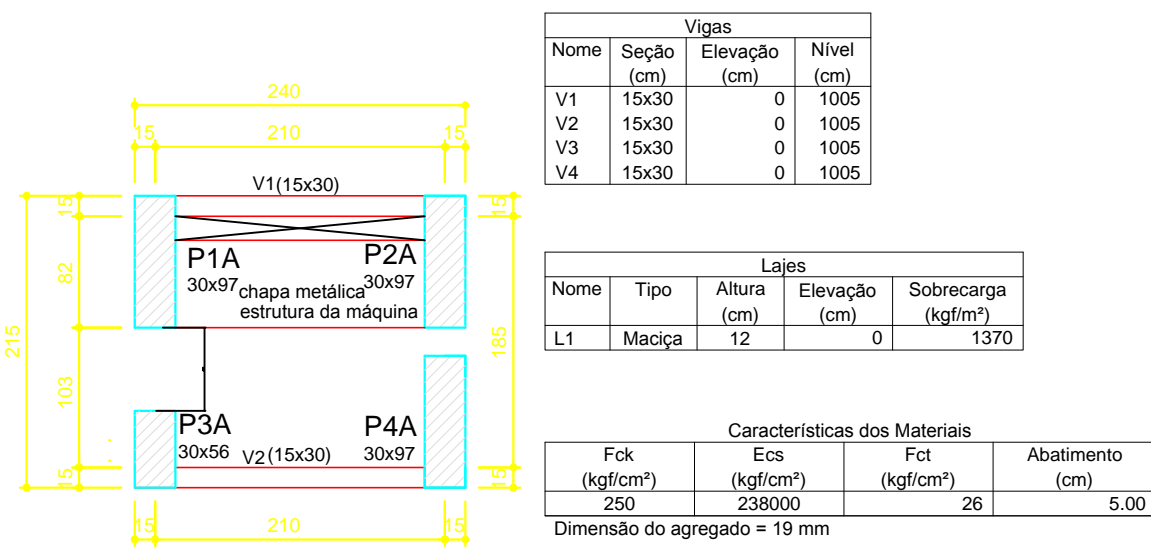 240
15 210 15
V1(15x30)
15
15
P1A
30x97
P2A
30x97
82
chapa metálica
estrutura da máquina
215
185
103
P3A
30x56
P4A
30x97
V2(15x30)
15
15
15 210 15
Vigas
Nome Seção Elevação Nível
(cm) (cm) (cm)
V1 15x30 0 1005
V2 15x30 0 1005
V3 15x30 0 1005
V4 15x30 0 1005
Lajes
Nome Tipo Altura Elevação Sobrecarga
(cm) (cm) (kgf/m²)
L1 Maciça 12 0 1370
Características dos Materiais
Fck Ecs Fct Abatimento
(kgf/cm²) (kgf/cm²) (kgf/cm²) (cm)
250 238000 26 5.00
Dimensão do agregado = 19 mm